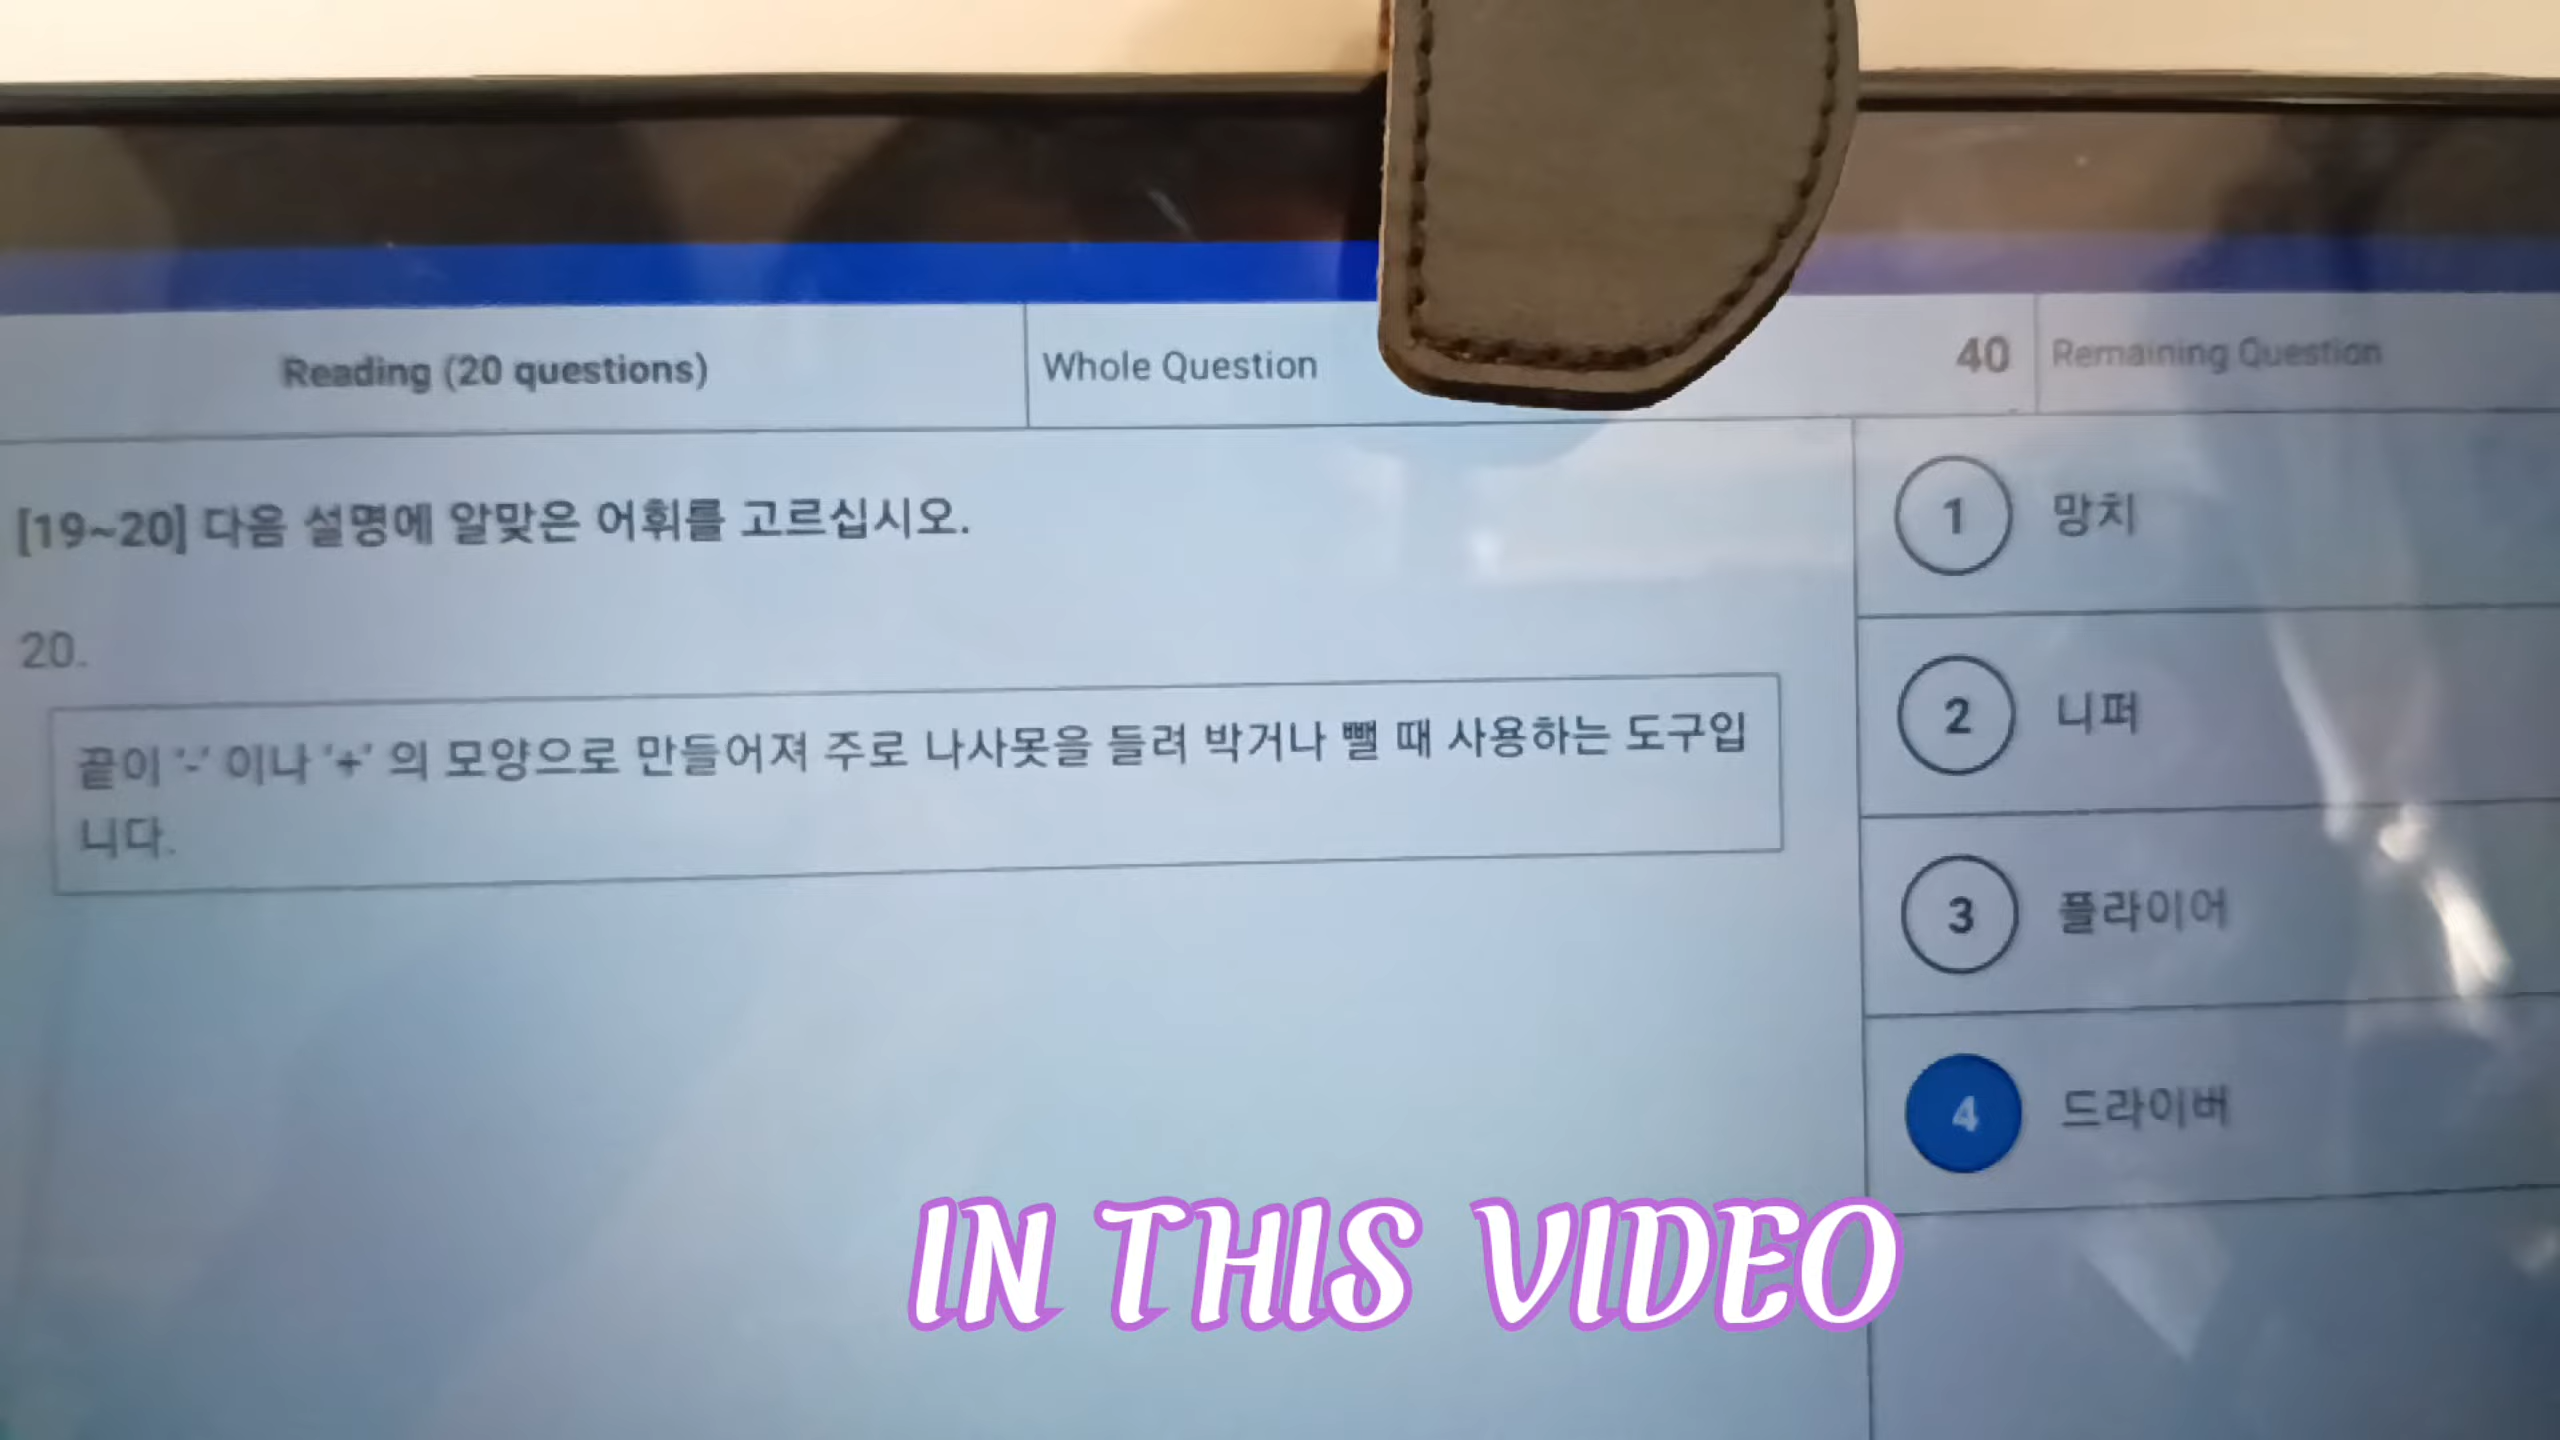 Reading (20 questions)
Whole Question
40
Remaining Question
[19~20] 다음 설명에 알맞은 어휘를 고르십시오.
20.
끝이 '-' 이나 '+' 의 모양으로 만들어져 주로 나사못을 들려 박거나 뺄 때 사용하는 도구입
니다.
1 망치
2 니퍼
3 플라이어
4 드라이버
IN THIS VIDEO